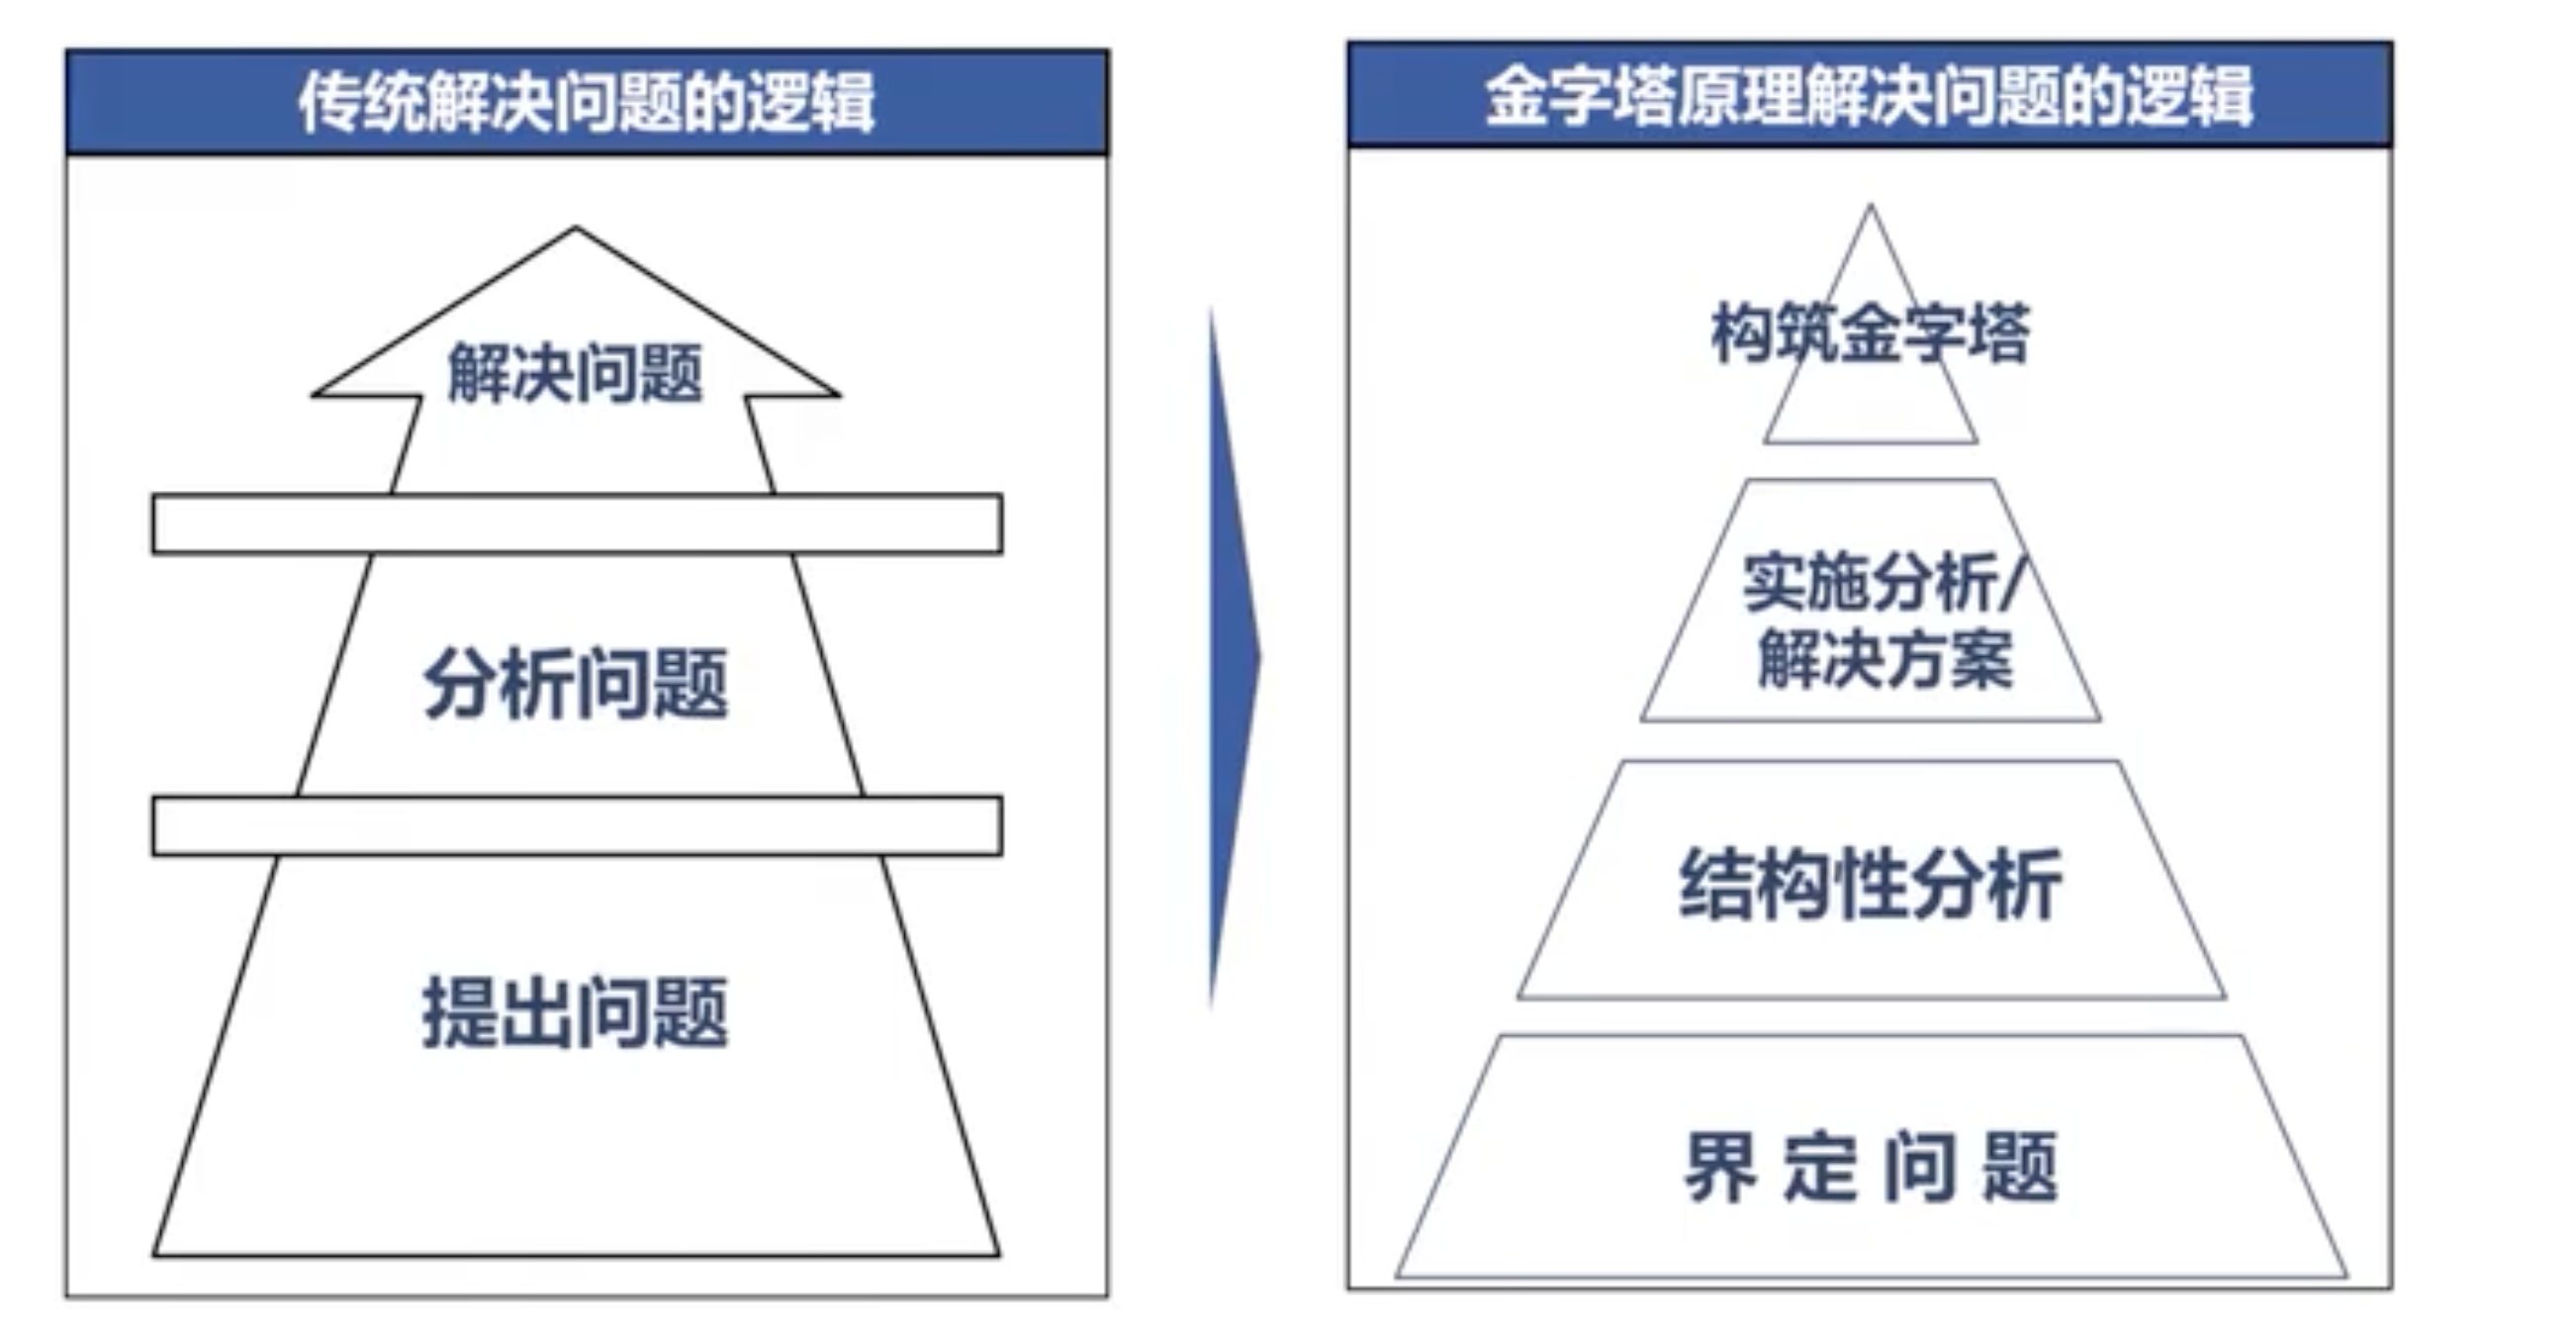 传统解决问题的逻辑
解决问题
分析问题
提出问题
金字塔原理解决问题的逻辑
构筑金字塔
实施分析/
解决方案
结构性分析
界定问题